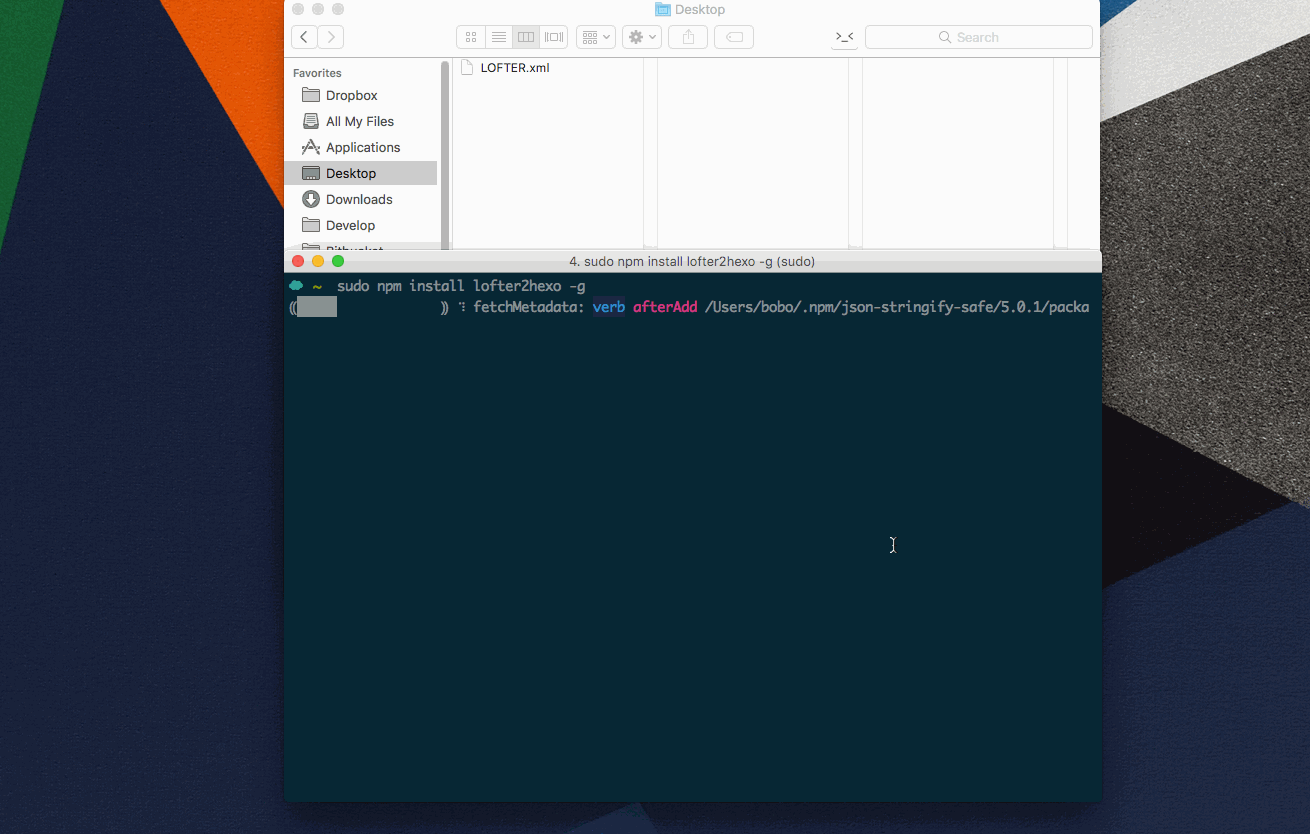 Desktop
>_<
Search
Favorites
LOFTER.xml
Dropbox
All My Files
Applications
Desktop
Downloads
Develop
Bitbucket
4. sudo npm install lofter2hexo -g (sudo)
~ sudo npm install lofter2hexo -g
(( )) ⠹ fetchMetadata: verb afterAdd /Users/bobo/.npm/json-stringify-safe/5.0.1/packa